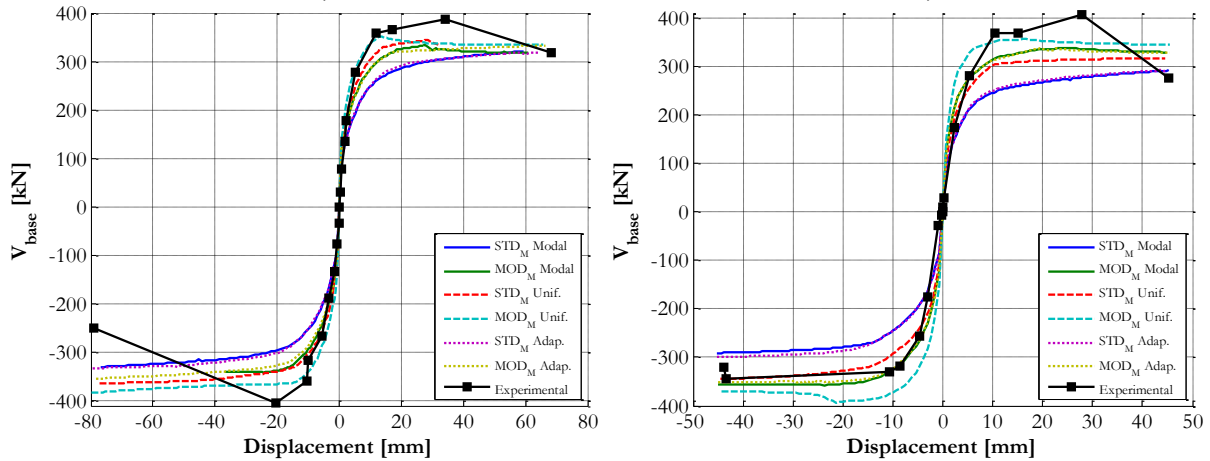 400
300
200
100
0
-100
-200
-300
-400
V_base [kN]
-80 -60 -40 -20 0 20 40 60 80
Displacement [mm]
STD_M Modal
MOD_M Modal
STD_M Unif.
MOD_M Unif.
STD_M Adap.
MOD_M Adap.
Experimental
400
300
200
100
0
-100
-200
-300
-400
V_base [kN]
-50 -40 -30 -20 -10 0 10 20 30 40 50
Displacement [mm]
STD_M Modal
MOD_M Modal
STD_M Unif.
MOD_M Unif.
STD_M Adap.
MOD_M Adap.
Experimental